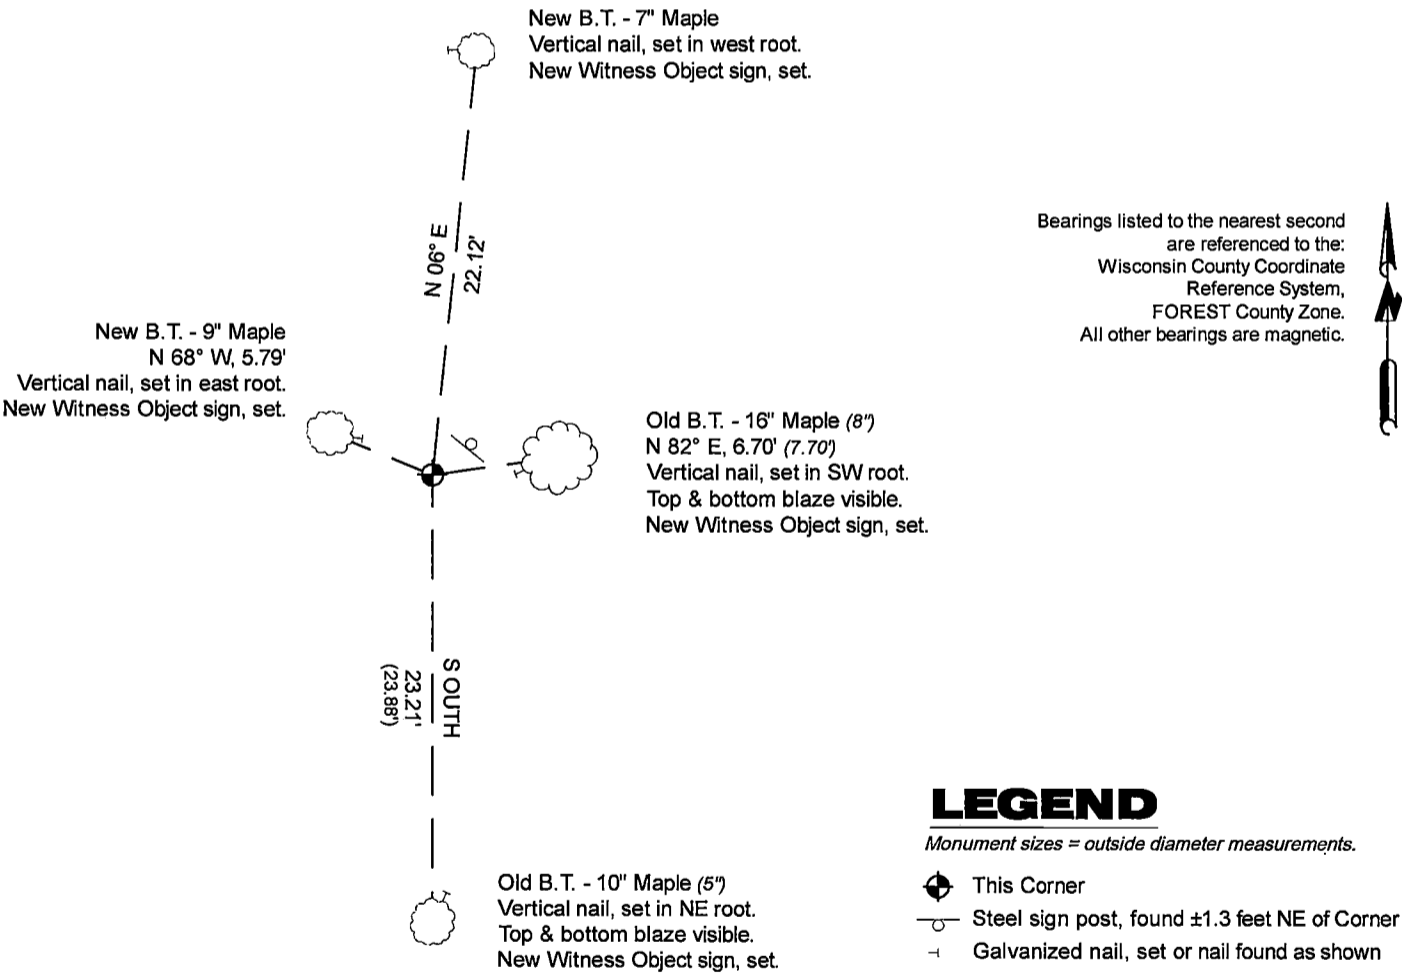 New B.T. - 7" Maple
Vertical nail, set in west root.
New Witness Object sign, set.
N 06° E
22.12'
Bearings listed to the nearest second
are referenced to the:
Wisconsin County Coordinate
Reference System,
FOREST County Zone.
All other bearings are magnetic.
N
New B.T. - 9" Maple
N 68° W, 5.79'
Vertical nail, set in east root.
New Witness Object sign, set.
Old B.T. - 16" Maple (8")
N 82° E, 6.70' (7.70')
Vertical nail, set in SW root.
Top & bottom blaze visible.
New Witness Object sign, set.
SOUTH
23.21'
(23.88')
Old B.T. - 10" Maple (5")
Vertical nail, set in NE root.
Top & bottom blaze visible.
New Witness Object sign, set.
LEGEND
Monument sizes = outside diameter measurements.
This Corner
Steel sign post, found ±1.3 feet NE of Corner
Galvanized nail, set or nail found as shown